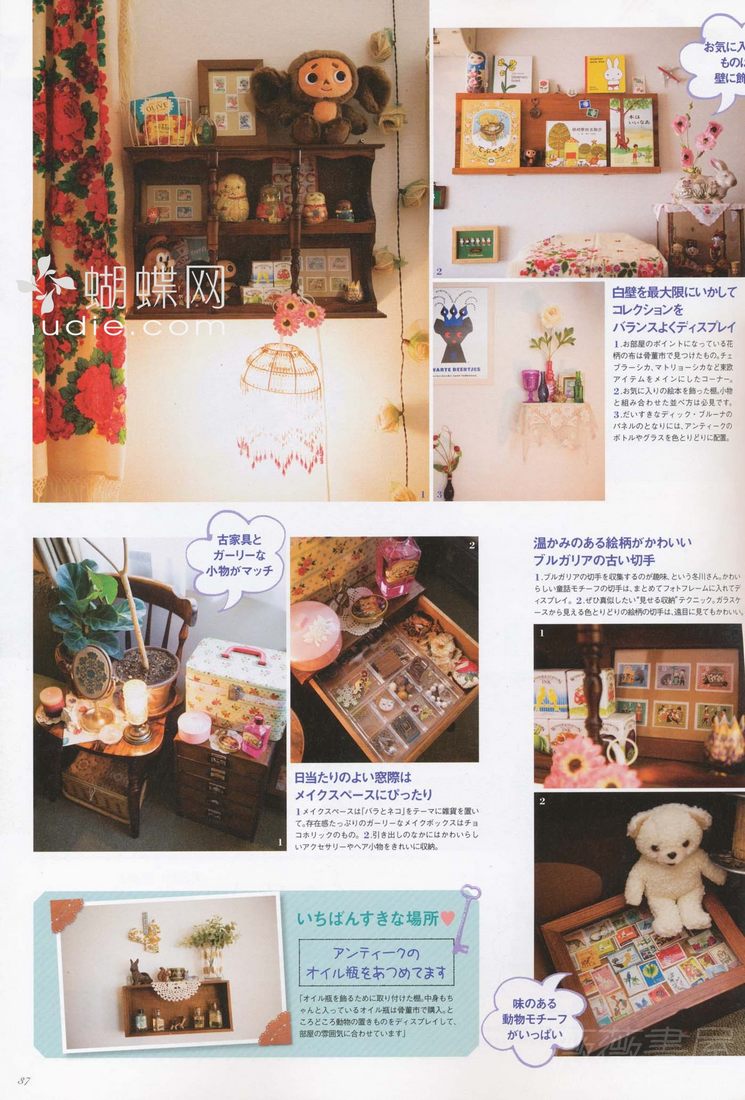 お気に入
ものは
壁に飾
蝴蝶网
hudie.com
白壁を最大限にいかして
コレクションを
バランスよくディスプレイ
1.お部屋のポイントになっている花
柄の布は骨董市で見つけたもの。チェ
ブラーシカ、マトリョーシカなど東欧
アイテムをメインにしたコーナー。
2.お気に入りの絵本を飾った棚。小物
と組み合わせた並べ方は必見です。
3.だいすきなディック・ブルーナの
パネルのとなりには、アンティークの
ボトルやグラスを色とりどりに配置。
ZWARTE BEERTJES
1
2
3
古家具と
ガーリーな
小物がマッチ
1
2
日当たりのよい窓際は
メイクスペースにぴったり
1メイクスペースは「バラとネコ」をテーマに雑貨を置い
て。存在感たっぷりのガーリーなメイクボックスはチョ
コホリックのもの。2.引き出しのなかにはかわいらし
いアクセサリーやヘア小物をきれいに収納。
温かみのある絵柄がかわいい
ブルガリアの古い切手
1.ブルガリアの切手を収集するのが趣味、という冬川さん。かわい
らしい童話モチーフの切手は、まとめてフォトフレームに入れてデ
ィスプレイ。2.ぜひ真似したい“見せる収納”テクニック。ガラスケ
ースから見える色とりどりの絵柄の切手は、遠目に見てもかわいい。
1
2
味のある
動物モチーフ
がいっぱい
いちばんすきな場所♥
アンティークの
オイル瓶をあつめてます
「オイル瓶を飾るために取り付けた棚。中身もち
ゃんと入っているオイル瓶は骨董市で購入。と
ころどころ動物の置きものをディスプレイして、
部屋の雰囲気に合わせています」
37